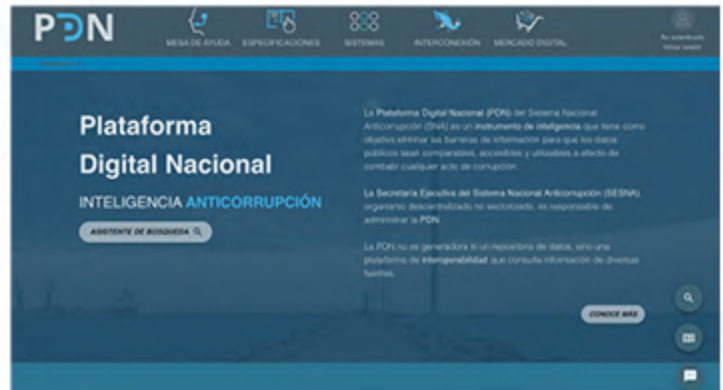 PDN
MESA DE AYUDA ESPECIFICACIONES SISTEMAS INTERCONEXIÓN MERCADO DIGITAL
No autenticado
Iniciar sesión
Plataforma
Digital Nacional
INTELIGENCIA ANTICORRUPCIÓN
ASISTENTE DE BÚSQUEDA
La Plataforma Digital Nacional (PDN) del Sistema Nacional
Anticorrupción (SNA) es un instrumento de inteligencia que tiene como
objetivo eliminar las barreras de información para que los datos
públicos sean comparables, accesibles y utilizables a efecto de
combatir cualquier acto de corrupción.
La Secretaría Ejecutiva del Sistema Nacional Anticorrupción (SESNA),
organismo descentralizado no sectorizado, es responsable de
administrar la PDN.
La PDN no es generadora ni un repositorio de datos, sino una
plataforma de interoperabilidad que consulta información de diversas
fuentes.
CONOCE MÁS